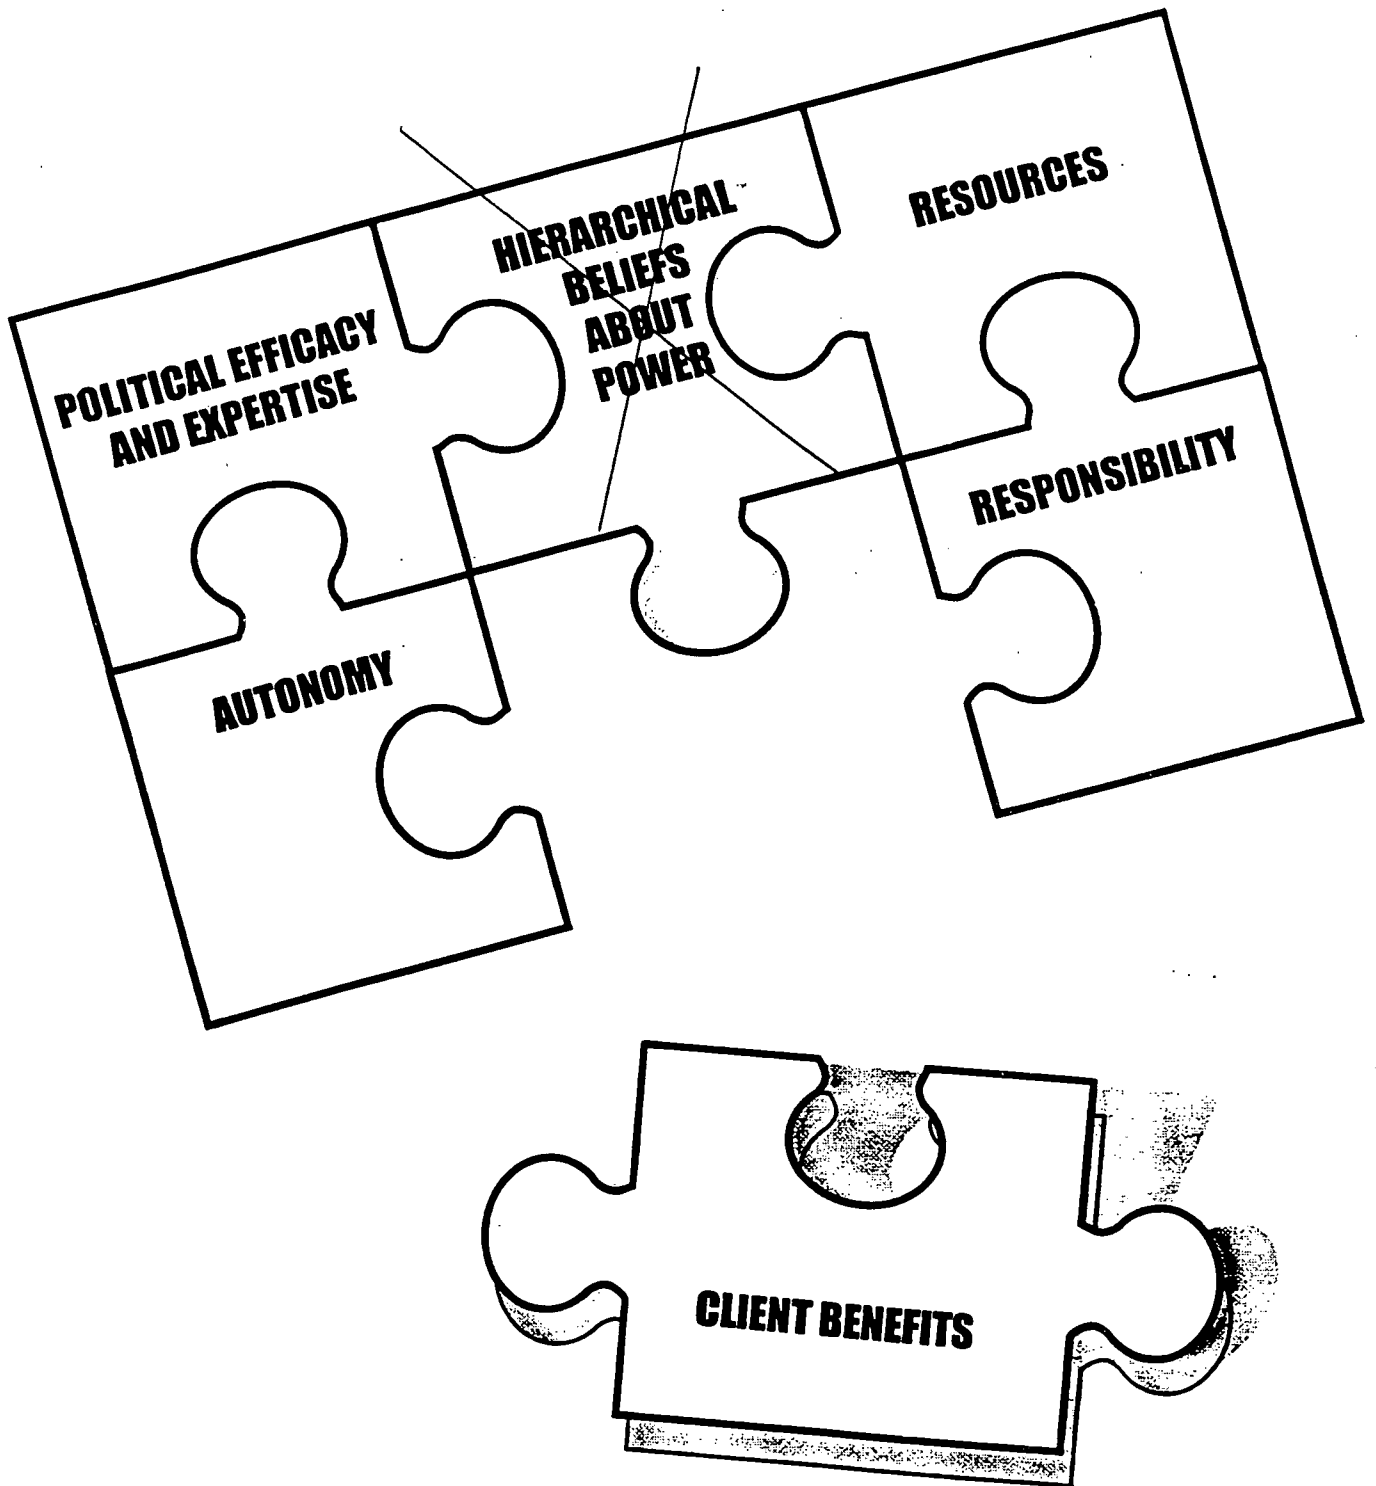 HIERARCHICAL
BELIEFS
ABOUT
POWER
RESOURCES
POLITICAL EFFICACY
AND EXPERTISE
RESPONSIBILITY
AUTONOMY
CLIENT BENEFITS